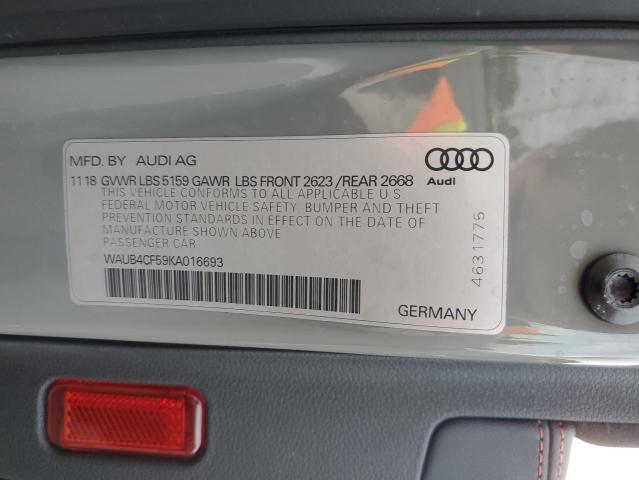 MFD. BY AUDI AG
11 18 GVWR LBS 5159 GAWR LBS FRONT 2623 /REAR 2668
Audi
THIS VEHICLE CONFORMS TO ALL APPLICABLE U S
FEDERAL MOTOR VEHICLE SAFETY, BUMPER AND THEFT
PREVENTION STANDARDS IN EFFECT ON THE DATE OF
MANUFACTURE SHOWN ABOVE
PASSENGER CAR
WAUB4CF59KA016693
4631775
GERMANY